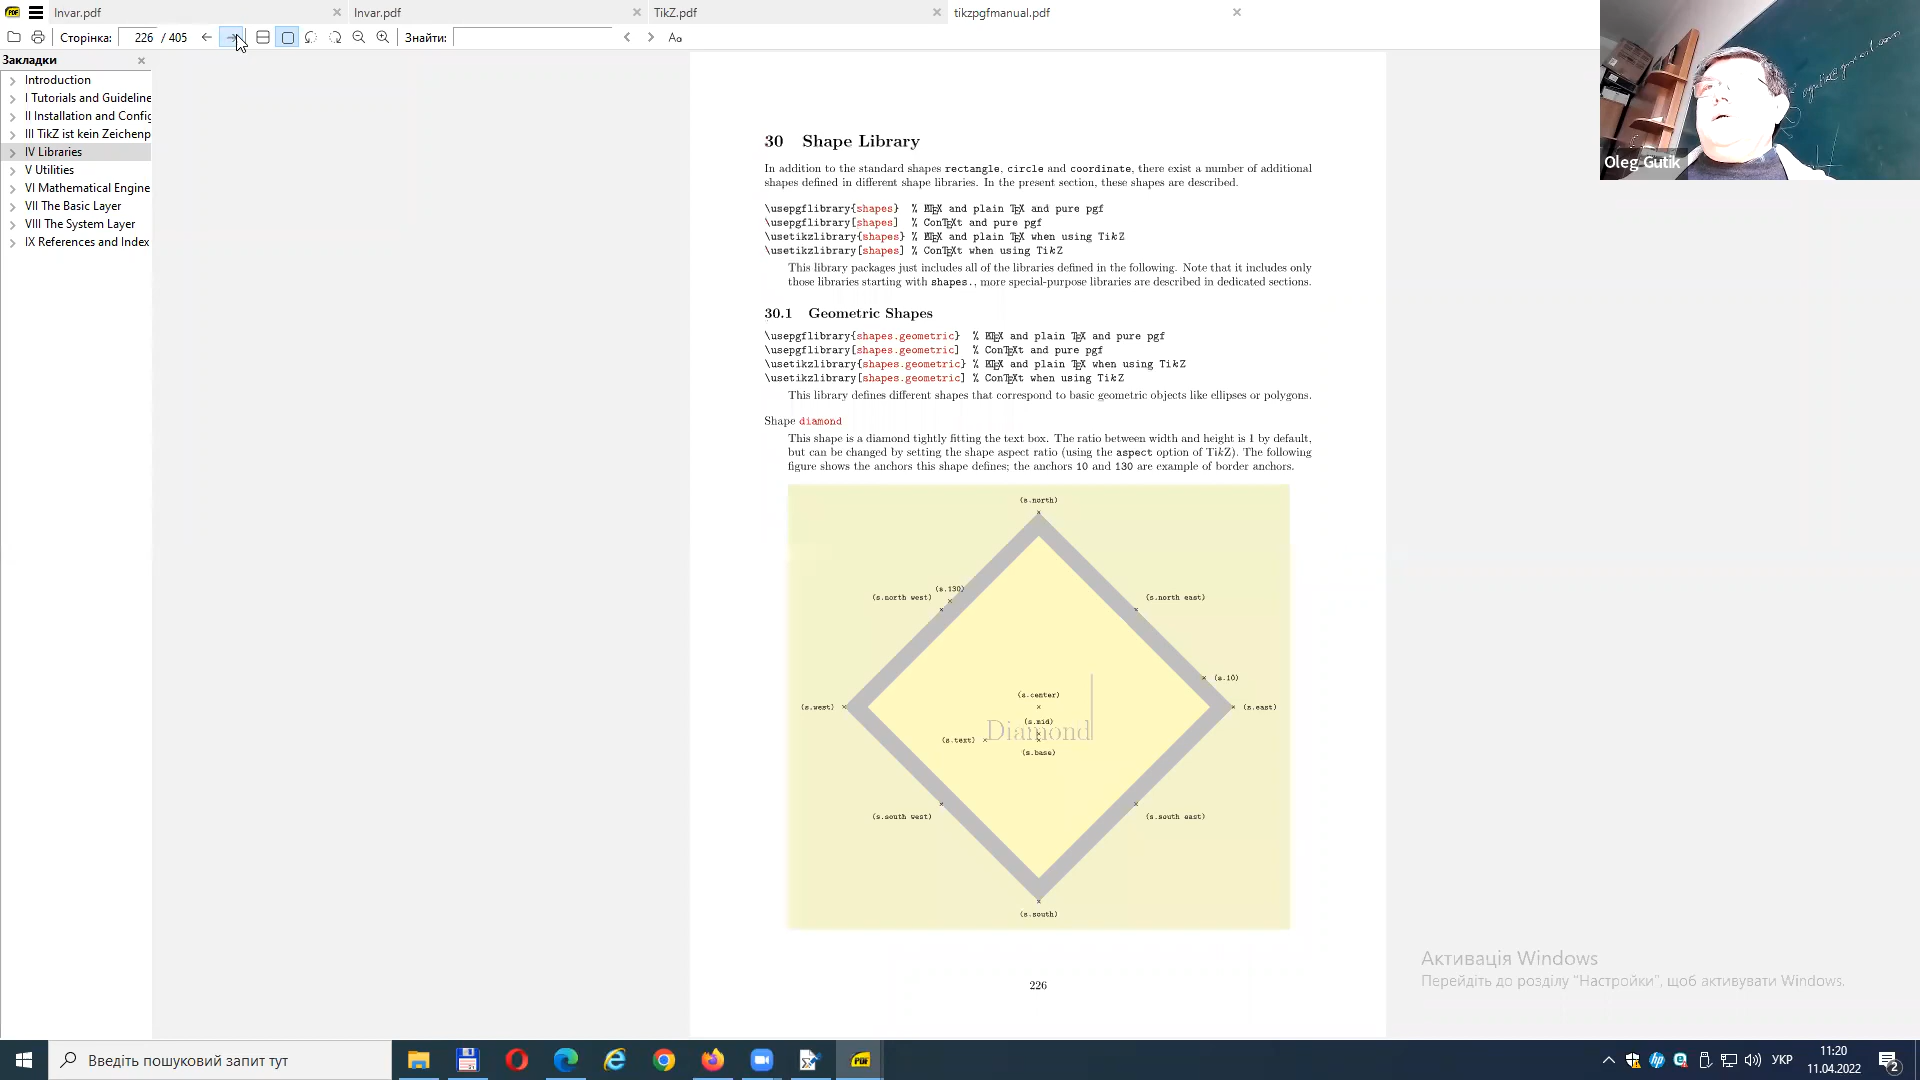 Invar.pdf
Invar.pdf
TikZ.pdf
tikzpgfmanual.pdf
Сторінка:
226
/ 405
Знайти:
Закладки
Introduction
I Tutorials and Guideline
II Installation and Config
III TikZ ist kein Zeichenp
IV Libraries
V Utilities
VI Mathematical Engine
VII The Basic Layer
VIII The System Layer
IX References and Index
30 Shape Library
In addition to the standard shapes rectangle, circle and coordinate, there exist a number of additional
shapes defined in different shape libraries. In the present section, these shapes are described.
\usepgflibrary{shapes} % LATEX and plain TEX and pure pgf
\usepgflibrary[shapes] % ConTEXt and pure pgf
\usetikzlibrary{shapes} % LATEX and plain TEX when using TikZ
\usetikzlibrary[shapes] % ConTEXt when using TikZ
This library packages just includes all of the libraries defined in the following. Note that it includes only
those libraries starting with shapes., more special-purpose libraries are described in dedicated sections.
30.1 Geometric Shapes
\usepgflibrary{shapes.geometric} % LATEX and plain TEX and pure pgf
\usepgflibrary[shapes.geometric] % ConTEXt and pure pgf
\usetikzlibrary{shapes.geometric} % LATEX and plain TEX when using TikZ
\usetikzlibrary[shapes.geometric] % ConTEXt when using TikZ
This library defines different shapes that correspond to basic geometric objects like ellipses or polygons.
Shape diamond
This shape is a diamond tightly fitting the text box. The ratio between width and height is 1 by default,
but can be changed by setting the shape aspect ratio (using the aspect option of TikZ). The following
figure shows the anchors this shape defines; the anchors 10 and 130 are example of border anchors.
(s.north)
(s.130)
(s.north west)
(s.north east)
(s.10)
(s.center)
(s.west)
(s.east)
(s.mid)
Diamond
(s.text)
(s.base)
(s.south west)
(s.south east)
(s.south)
226
Oleg Gutik
Активація Windows
Перейдіть до розділу "Настройки", щоб активувати Windows.
Введіть пошуковий запит тут
УКР
11:20
11.04.2022
2